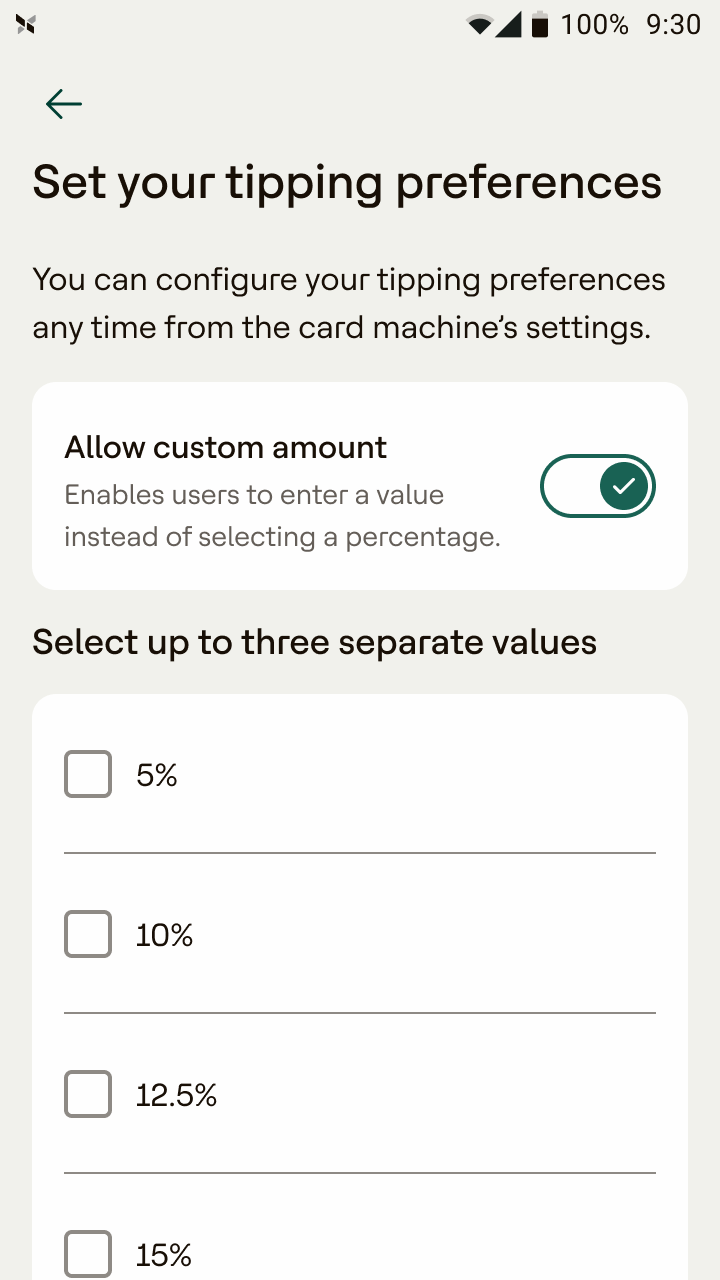 100% 9:30
Set your tipping preferences
You can configure your tipping preferences
any time from the card machine’s settings.
Allow custom amount
Enables users to enter a value
instead of selecting a percentage.
Select up to three separate values
5%
10%
12.5%
15%